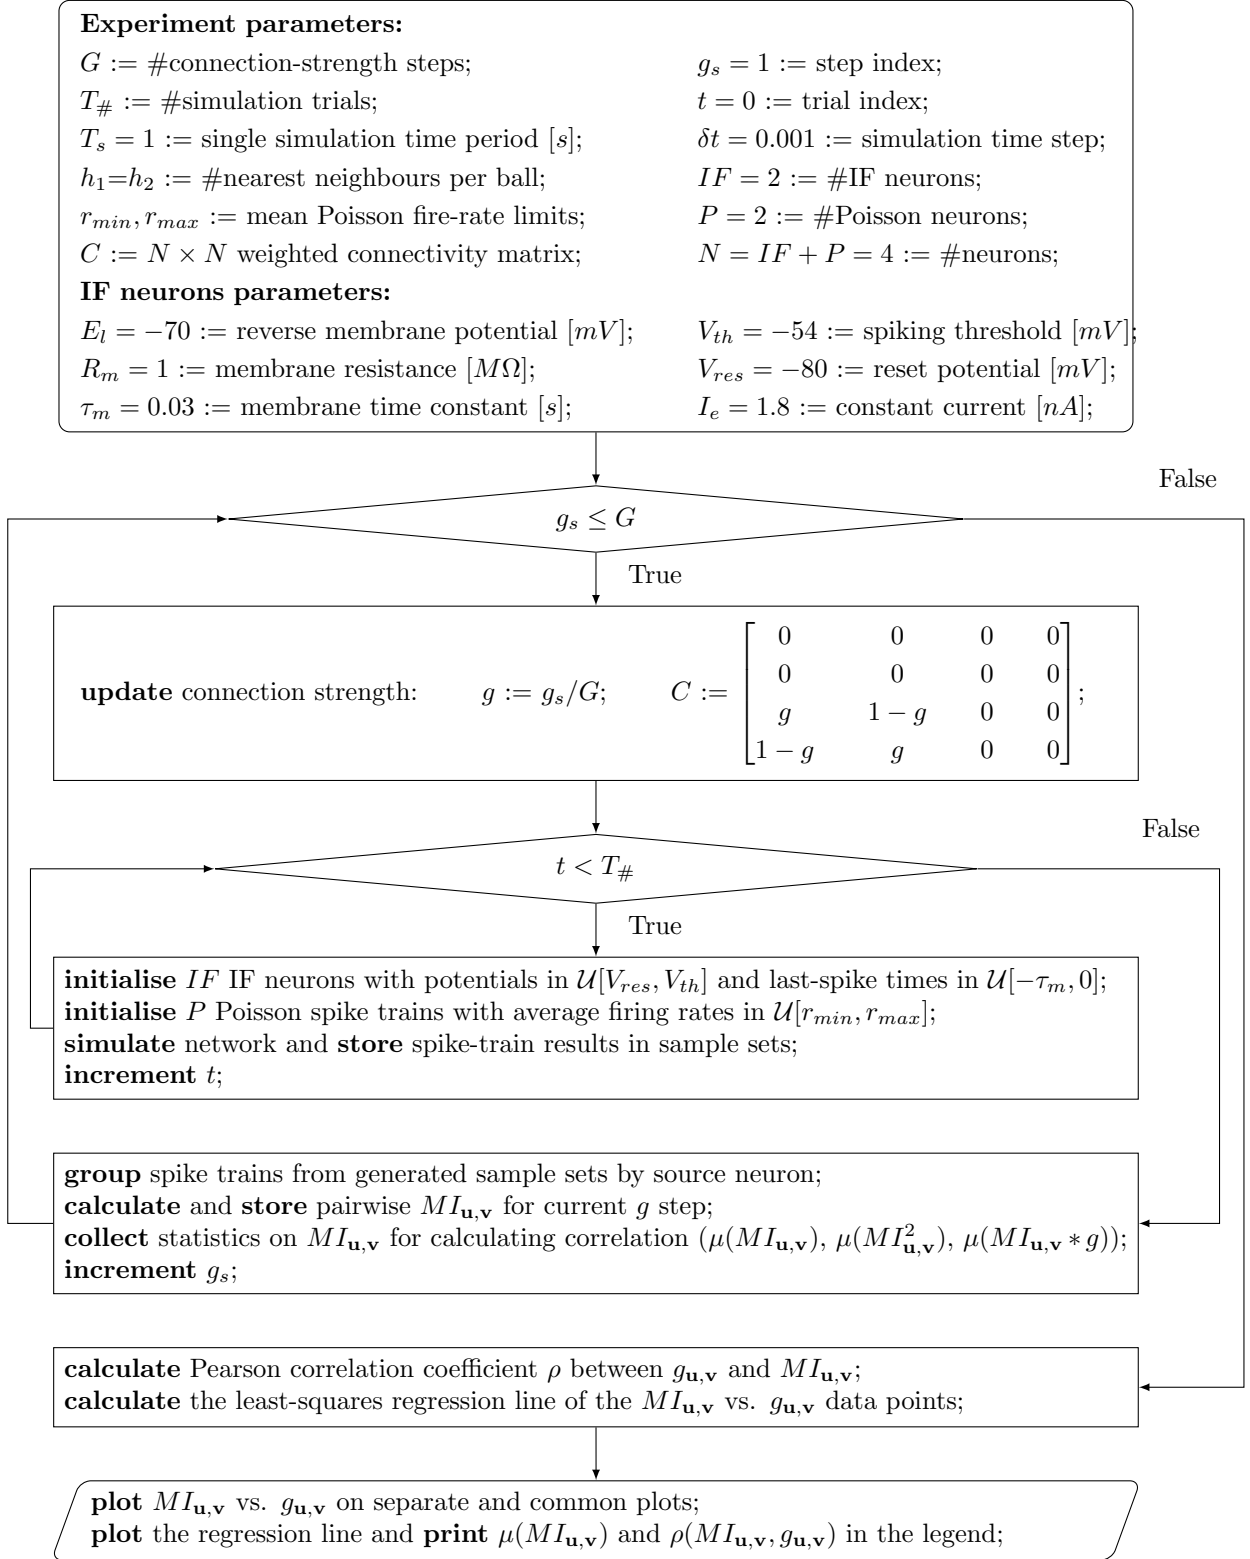 Experiment parameters:
G := #connection-strength steps; g_s = 1 := step index;
T_# := #simulation trials; t = 0 := trial index;
T_s = 1 := single simulation time period [s]; δt = 0.001 := simulation time step;
h_1=h_2 := #nearest neighbours per ball; IF = 2 := #IF neurons;
r_min, r_max := mean Poisson fire-rate limits; P = 2 := #Poisson neurons;
C := N × N weighted connectivity matrix; N = IF + P = 4 := #neurons;
IF neurons parameters:
E_l = −70 := reverse membrane potential [mV]; V_th = −54 := spiking threshold [mV];
R_m = 1 := membrane resistance [MΩ]; V_res = −80 := reset potential [mV];
τ_m = 0.03 := membrane time constant [s]; I_e = 1.8 := constant current [nA];
False
g_s ≤ G
True
update connection strength: g := g_s/G; C := [0 0 0 0
0 0 0 0
g 1 − g 0 0
1 − g g 0 0];
False
t < T_#
True
initialise IF IF neurons with potentials in 𝒰[V_res, V_th] and last-spike times in 𝒰[−τ_m, 0];
initialise P Poisson spike trains with average firing rates in 𝒰[r_min, r_max];
simulate network and store spike-train results in sample sets;
increment t;
group spike trains from generated sample sets by source neuron;
calculate and store pairwise MI_u,v for current g step;
collect statistics on MI_u,v for calculating correlation (μ(MI_u,v), μ(MI²_u,v), μ(MI_u,v ∗ g));
increment g_s;
calculate Pearson correlation coefficient ρ between g_u,v and MI_u,v;
calculate the least-squares regression line of the MI_u,v vs. g_u,v data points;
plot MI_u,v vs. g_u,v on separate and common plots;
plot the regression line and print μ(MI_u,v) and ρ(MI_u,v, g_u,v) in the legend;